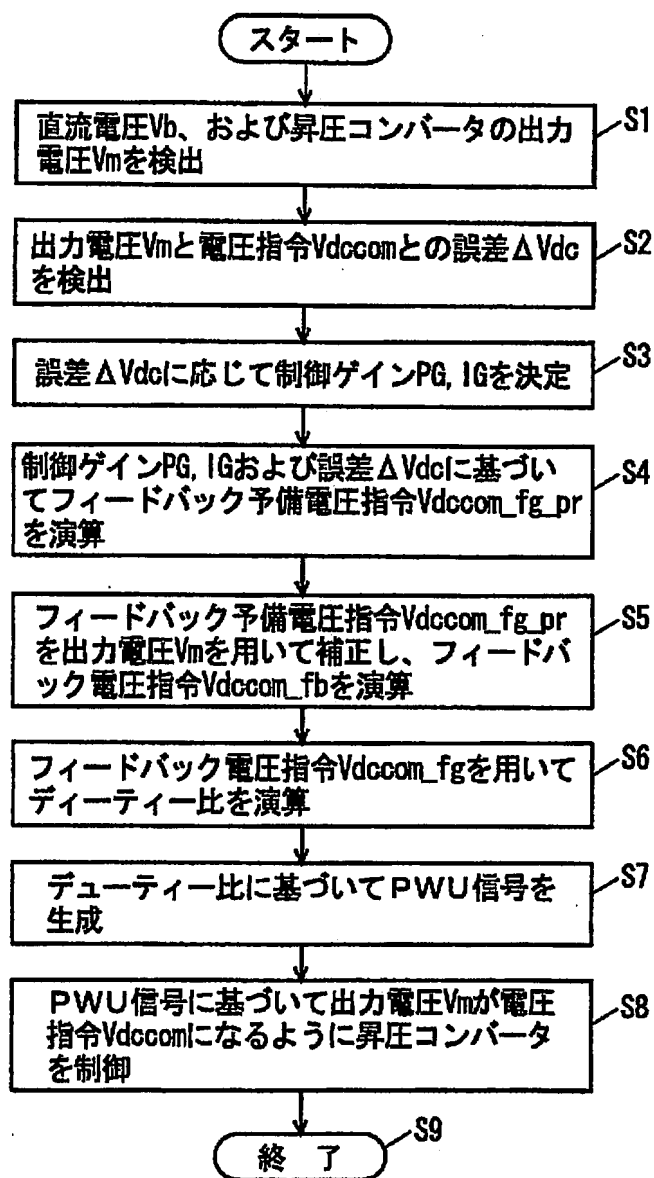 スタート
直流電圧Vb、および昇圧コンバータの出力 S1
電圧Vmを検出
出力電圧Vmと電圧指令Vdccomとの誤差ΔVdc S2
を検出
誤差ΔVdcに応じて制御ゲインPG, IGを決定 S3
制御ゲインPG, IGおよび誤差ΔVdcに基づい S4
てフィードバック予備電圧指令Vdccom_fg_pr
を演算
フィードバック予備電圧指令Vdccom_fg_pr S5
を出力電圧Vmを用いて補正し、フィードバ
ック電圧指令Vdccom_fbを演算
フィードバック電圧指令Vdccom_fgを用いて S6
ディーティー比を演算
デューティー比に基づいてPWU信号を S7
生成
PWU信号に基づいて出力電圧Vmが電圧 S8
指令Vdccomになるように昇圧コンバータ
を制御
終 了 S9